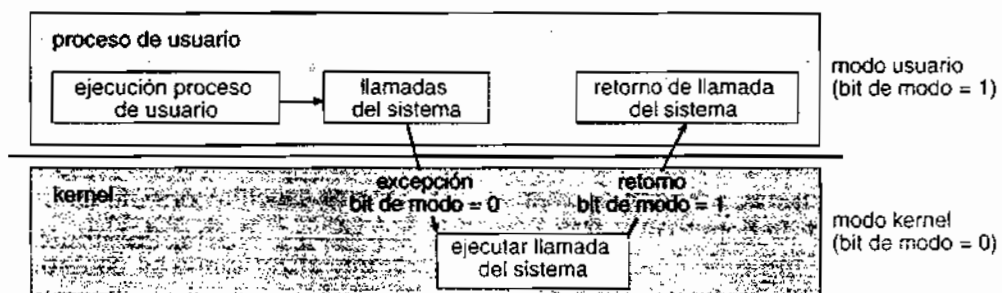 proceso de usuario
ejecución proceso
de usuario
llamadas
del sistema
retorno de llamada
del sistema
modo usuario
(bit de modo = 1)
kernel
excepción
bit de modo = 0
retorno
bit de modo = 1
ejecutar llamada
del sistema
modo kernel
(bit de modo = 0)